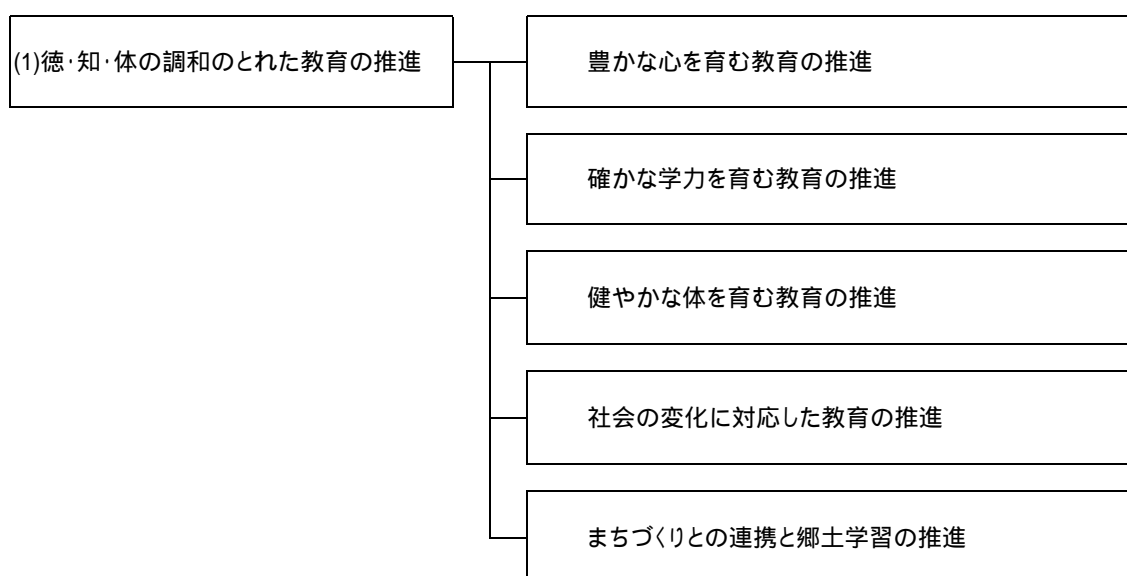 (1)徳・知・体の調和のとれた教育の推進
豊かな心を育む教育の推進
確かな学力を育む教育の推進
健やかな体を育む教育の推進
社会の変化に対応した教育の推進
まちづくりとの連携と郷土学習の推進